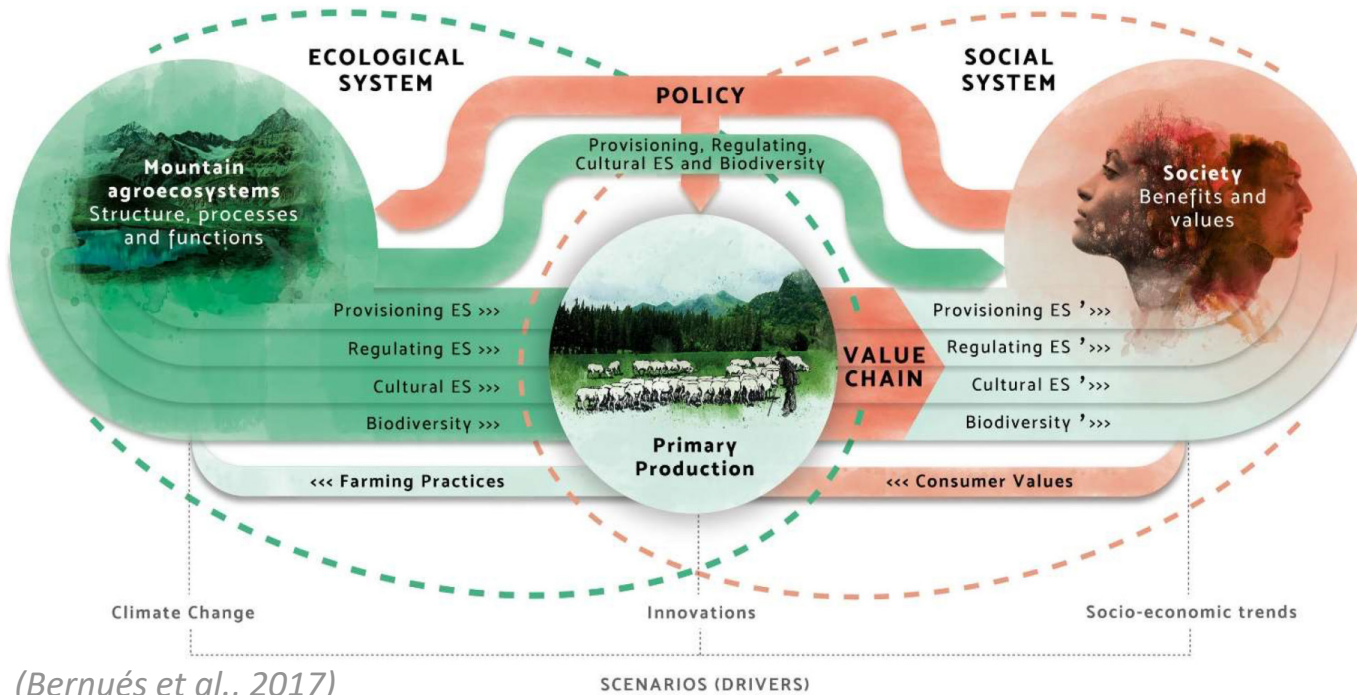 ECOLOGICAL
SYSTEM
SOCIAL
SYSTEM
POLICY
Provisioning, Regulating,
Cultural ES and Biodiversity
Mountain
agroecosystems
Structure, processes
and functions
Society
Benefits and
values
Provisioning ES >>>
Regulating ES >>>
Cultural ES >>>
Biodiversity >>>
VALUE
CHAIN
Provisioning ES ’>>>
Regulating ES ’>>>
Cultural ES ’>>>
Biodiversity ’>>>
Primary
Production
<<< Farming Practices
<<< Consumer Values
Climate Change
Innovations
Socio-economic trends
(Bernués et al., 2017)
SCENARIOS (DRIVERS)